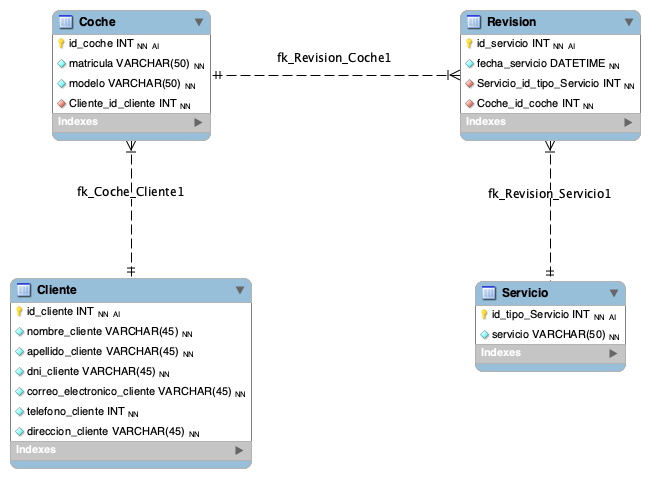 Coche
id_coche INT NN AI
matricula VARCHAR(50) NN
modelo VARCHAR(50) NN
Cliente_id_cliente INT NN
Indexes
fk_Revision_Coche1
Revision
id_servicio INT NN AI
fecha_servicio DATETIME NN
Servicio_id_tipo_Servicio INT NN
Coche_id_coche INT NN
Indexes
fk_Coche_Cliente1
fk_Revision_Servicio1
Cliente
id_cliente INT NN AI
nombre_cliente VARCHAR(45) NN
apellido_cliente VARCHAR(45) NN
dni_cliente VARCHAR(45) NN
correo_electronico_cliente VARCHAR(45) NN
telefono_cliente INT NN
direccion_cliente VARCHAR(45) NN
Indexes
Servicio
id_tipo_Servicio INT NN AI
servicio VARCHAR(50) NN
Indexes